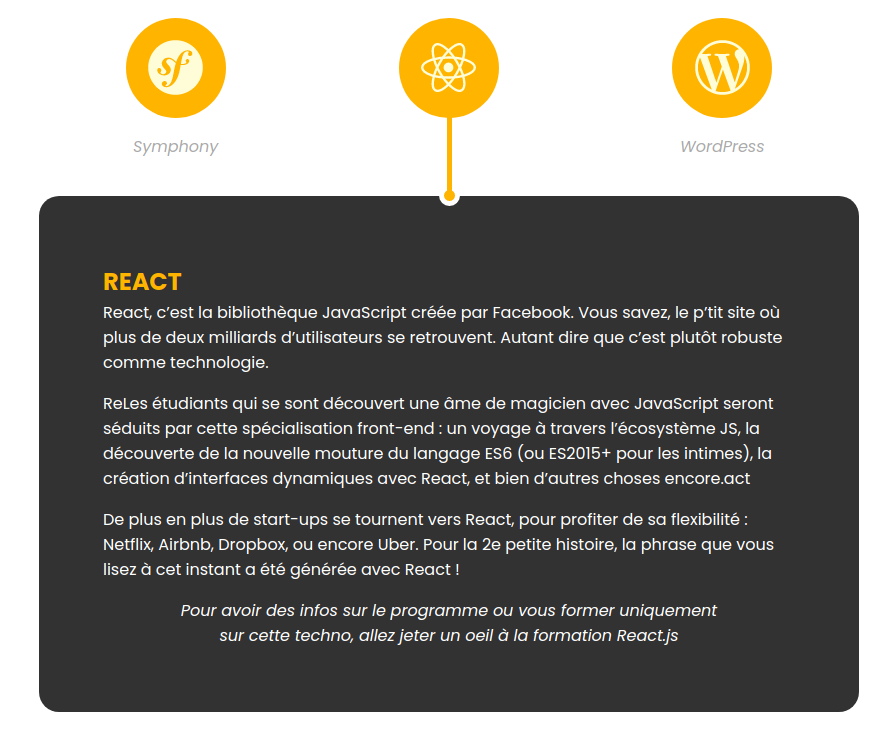 Symphony
WordPress
REACT
React, c’est la bibliothèque JavaScript créée par Facebook. Vous savez, le p’tit site où
plus de deux milliards d’utilisateurs se retrouvent. Autant dire que c’est plutôt robuste
comme technologie.
ReLes étudiants qui se sont découvert une âme de magicien avec JavaScript seront
séduits par cette spécialisation front-end : un voyage à travers l’écosystème JS, la
découverte de la nouvelle mouture du langage ES6 (ou ES2015+ pour les intimes), la
création d’interfaces dynamiques avec React, et bien d’autres choses encore.act
De plus en plus de start-ups se tournent vers React, pour profiter de sa flexibilité :
Netflix, Airbnb, Dropbox, ou encore Uber. Pour la 2e petite histoire, la phrase que vous
lisez à cet instant a été générée avec React !
Pour avoir des infos sur le programme ou vous former uniquement
sur cette techno, allez jeter un oeil à la formation React.js